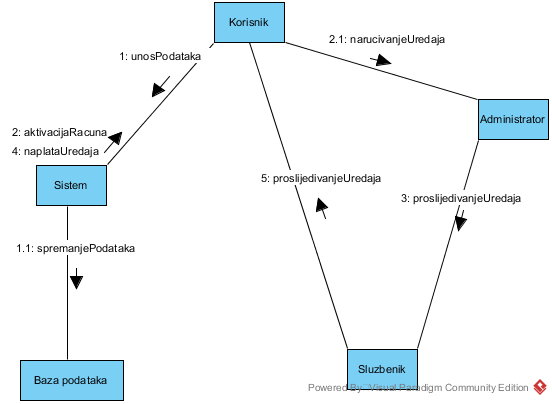 Korisnik
2.1: narucivanjeUredaja
1: unosPodataka
Administrator
2: aktivacijaRacuna
4: naplataUredaja
Sistem
5: proslijedivanjeUredaja
3: proslijedivanjeUredaja
1.1: spremanjePodataka
Baza podataka
Sluzbenik
Powered By Visual Paradigm Community Edition